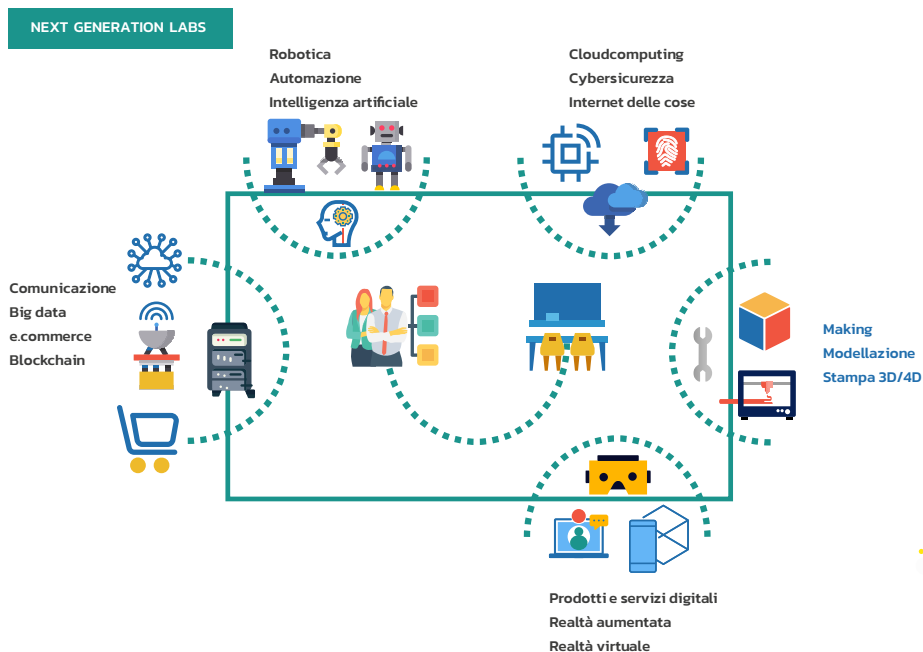 NEXT GENERATION LABS
Robotica
Automazione
Intelligenza artificiale
Cloudcomputing
Cybersicurezza
Internet delle cose
Comunicazione
Big data
e.commerce
Blockchain
Making
Modellazione
Stampa 3D/4D
Prodotti e servizi digitali
Realtà aumentata
Realtà virtuale